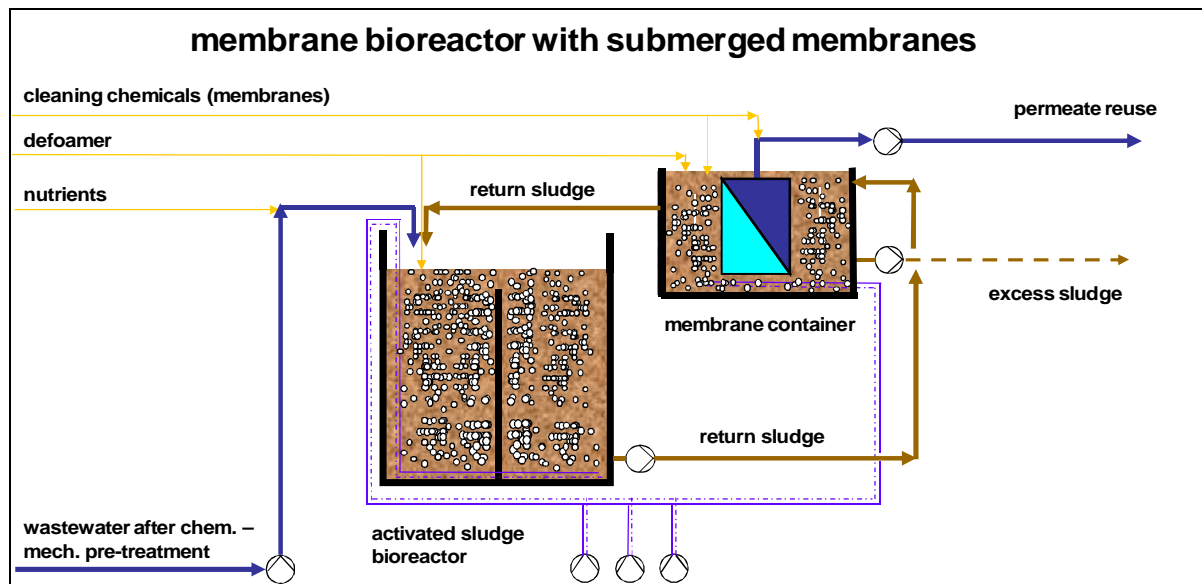 membrane bioreactor with submerged membranes
cleaning chemicals (membranes)
permeate reuse
defoamer
return sludge
nutrients
excess sludge
membrane container
return sludge
wastewater after chem. –
mech. pre-treatment
activated sludge
bioreactor